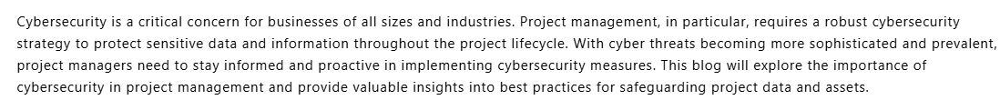 Cybersecurity is a critical concern for businesses of all sizes and industries. Project management, in particular, requires a robust cybersecurity
strategy to protect sensitive data and information throughout the project lifecycle. With cyber threats becoming more sophisticated and prevalent,
project managers need to stay informed and proactive in implementing cybersecurity measures. This blog will explore the importance of
cybersecurity in project management and provide valuable insights into best practices for safeguarding project data and assets.